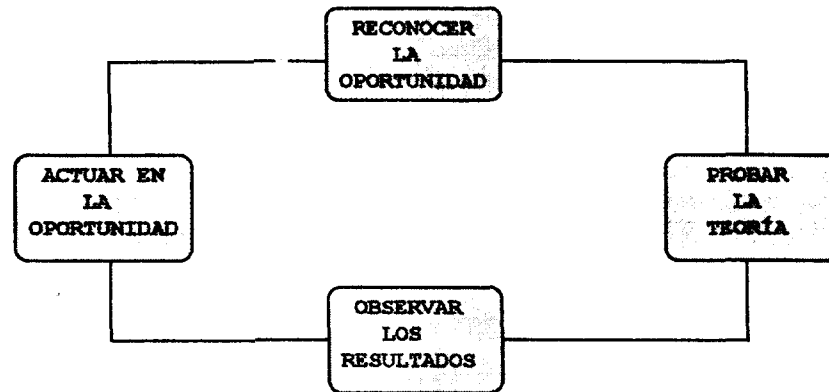 RECONOCER
LA
OPORTUNIDAD
ACTUAR EN
LA
OPORTUNIDAD
PROBAR
LA
TEORÍA
OBSERVAR
LOS
RESULTADOS